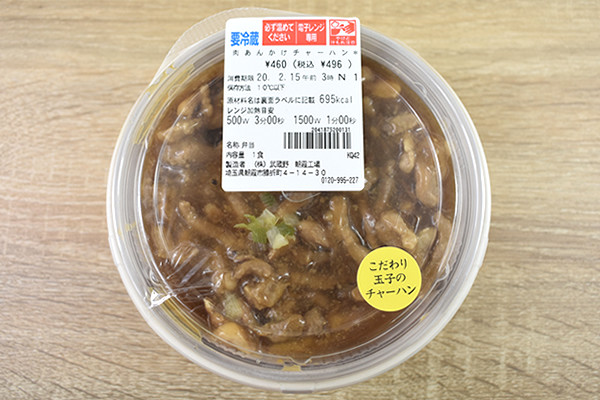 要冷蔵
必ず温めて
ください
電子レンジ
専用
肉あんかけチャーハン
¥460(税込 ¥496 )
消費期限 20. 2.15午前 3時 N 1
保存方法 10℃以下
原材料名は裏面ラベルに記載 695kcal
レンジ加熱目安
500W 3分00秒 1500W 1分00秒
2041875200131
名称:弁当
内容量:1食 KQ42
製造者 (株)武蔵野 朝霞工場
埼玉県朝霞市膝折町4-14-30
0120-995-227
こだわり
玉子の
チャーハン